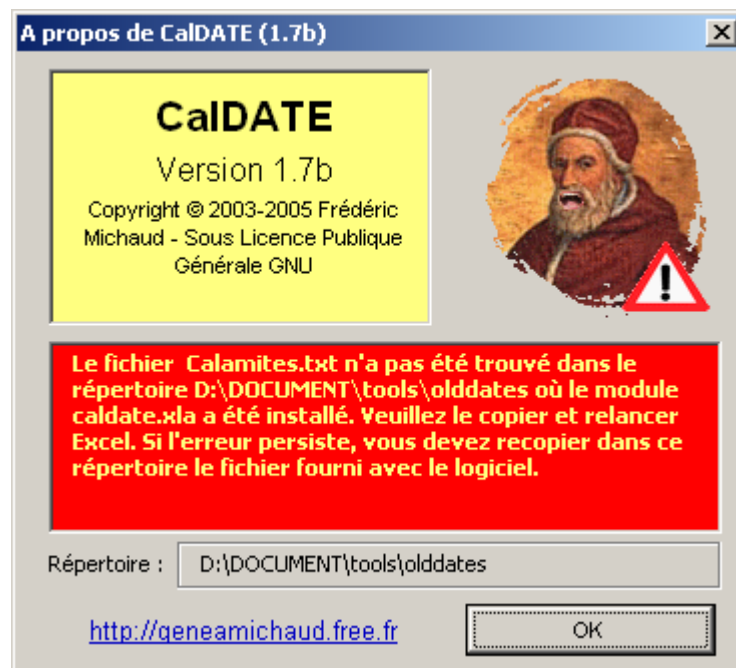 A propos de CalDATE (1.7b)
CalDATE
Version 1.7b
Copyright © 2003-2005 Frédéric
Michaud - Sous Licence Publique
Générale GNU
Le fichier  Calamites.txt n'a pas été trouvé dans le
répertoire D:\DOCUMENT\tools\olddates où le module
caldate.xla a été installé. Veuillez le copier et relancer
Excel. Si l'erreur persiste, vous devez recopier dans ce
répertoire le fichier fourni avec le logiciel.
Répertoire : D:\DOCUMENT\tools\olddates
http://geneamichaud.free.fr OK